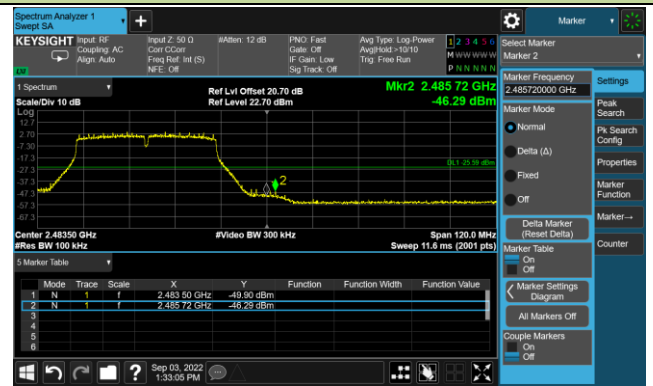 Spectrum Analyzer 1
Swept SA
Marker
KEYSIGHT
Input: RF
Coupling: AC
Align: Auto
Input Z: 50 Ω
Corr CCorr
Freq Ref: Int (S)
NFE: Off
#Atten: 12 dB
PNO: Fast
Gate: Off
IF Gain: Low
Sig Track: Off
Avg Type: Log-Power
Avg|Hold:>10/10
Trig: Free Run
1 2 3 4 5 6
M W W W W W
P N N N N N
Select Marker
Marker 2
1 Spectrum
Scale/Div 10 dB
Log
Ref Lvl Offset 20.70 dB
Ref Level 22.70 dBm
Mkr2 2.485 72 GHz
-46.29 dBm
12.7
2.70
-7.30
-17.3
-27.3
-37.3
-47.3
-57.3
-67.3
DL1 -25.59 dBm
2
Center 2.48350 GHz
#Res BW 100 kHz
#Video BW 300 kHz
Span 120.0 MHz
Sweep 11.6 ms (2001 pts)
5 Marker Table
Mode Trace Scale X Y Function Function Width Function Value
1 N 1 f 2.483 50 GHz -49.90 dBm
2 N 1 f 2.485 72 GHz -46.29 dBm
3
4
5
6
Marker Frequency
2.485720000 GHz
Marker Mode
Normal
Delta (Δ)
Fixed
Off
Delta Marker
(Reset Delta)
Marker Table
On
Off
Marker Settings
Diagram
All Markers Off
Couple Markers
On
Off
Settings
Peak
Search
Pk Search
Config
Properties
Marker
Function
Marker→
Counter
Sep 03, 2022
1:33:05 PM